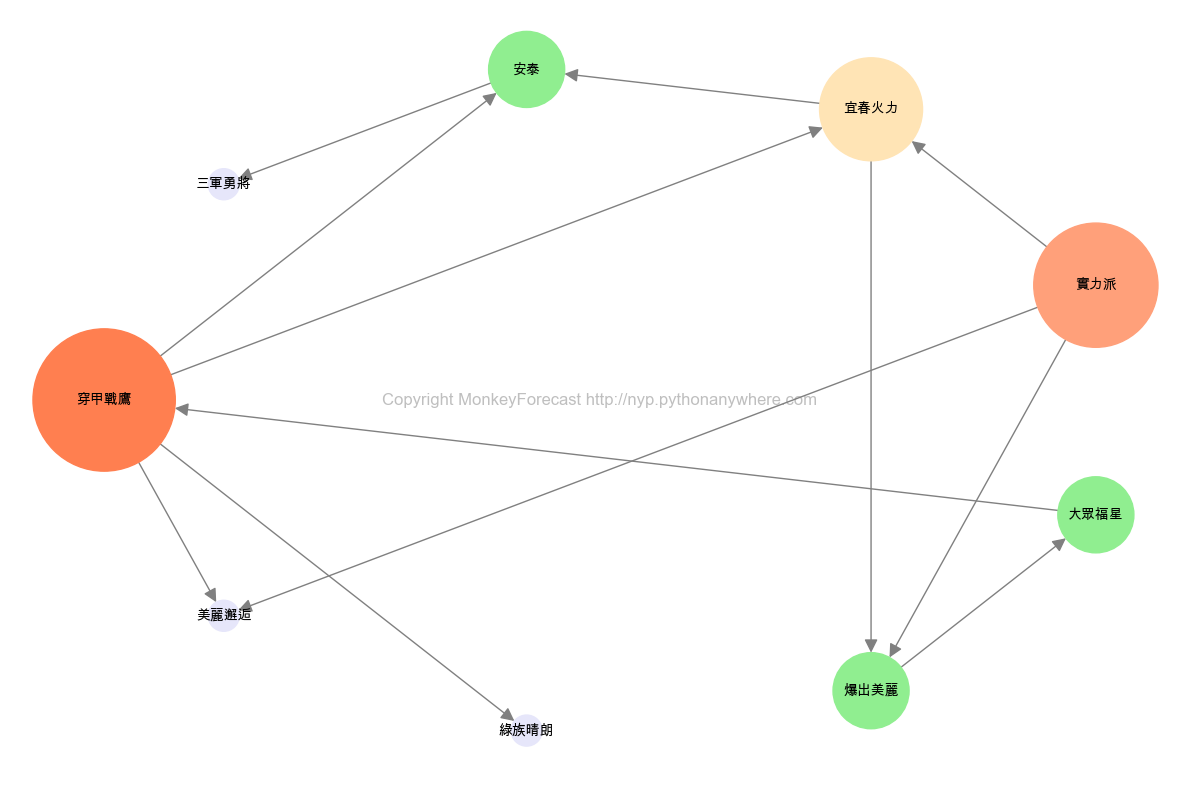 安泰
宜春火力
三軍勇將
實力派
穿甲戰鷹
Copyright MonkeyForecast http://nyp.pythonanywhere.com
大眾福星
美麗邂逅
爆出美麗
綠族晴朗